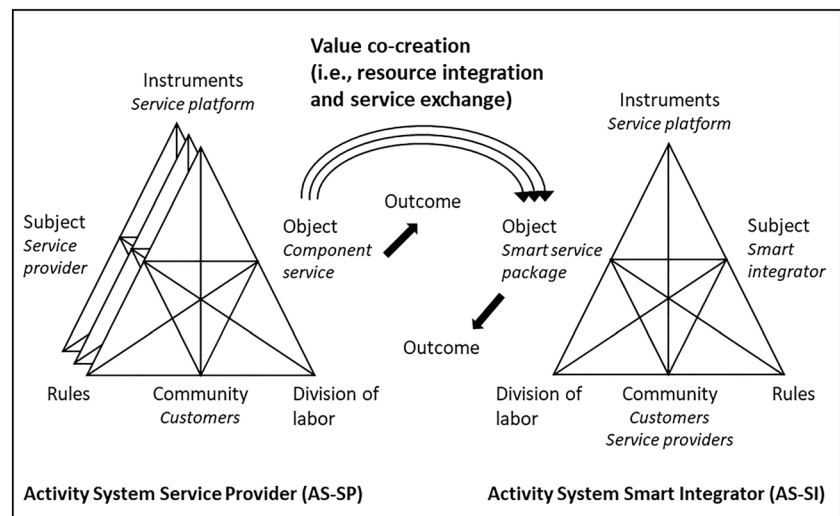 Value co-creation
(i.e., resource integration
and service exchange)
Instruments
Service platform
Subject
Service
provider
Object
Component
service
Outcome
Rules
Community
Customers
Division of
labor
Activity System Service Provider (AS-SP)
Instruments
Service platform
Object
Smart service
package
Subject
Smart
integrator
Outcome
Division of
labor
Community
Customers
Service providers
Rules
Activity System Smart Integrator (AS-SI)